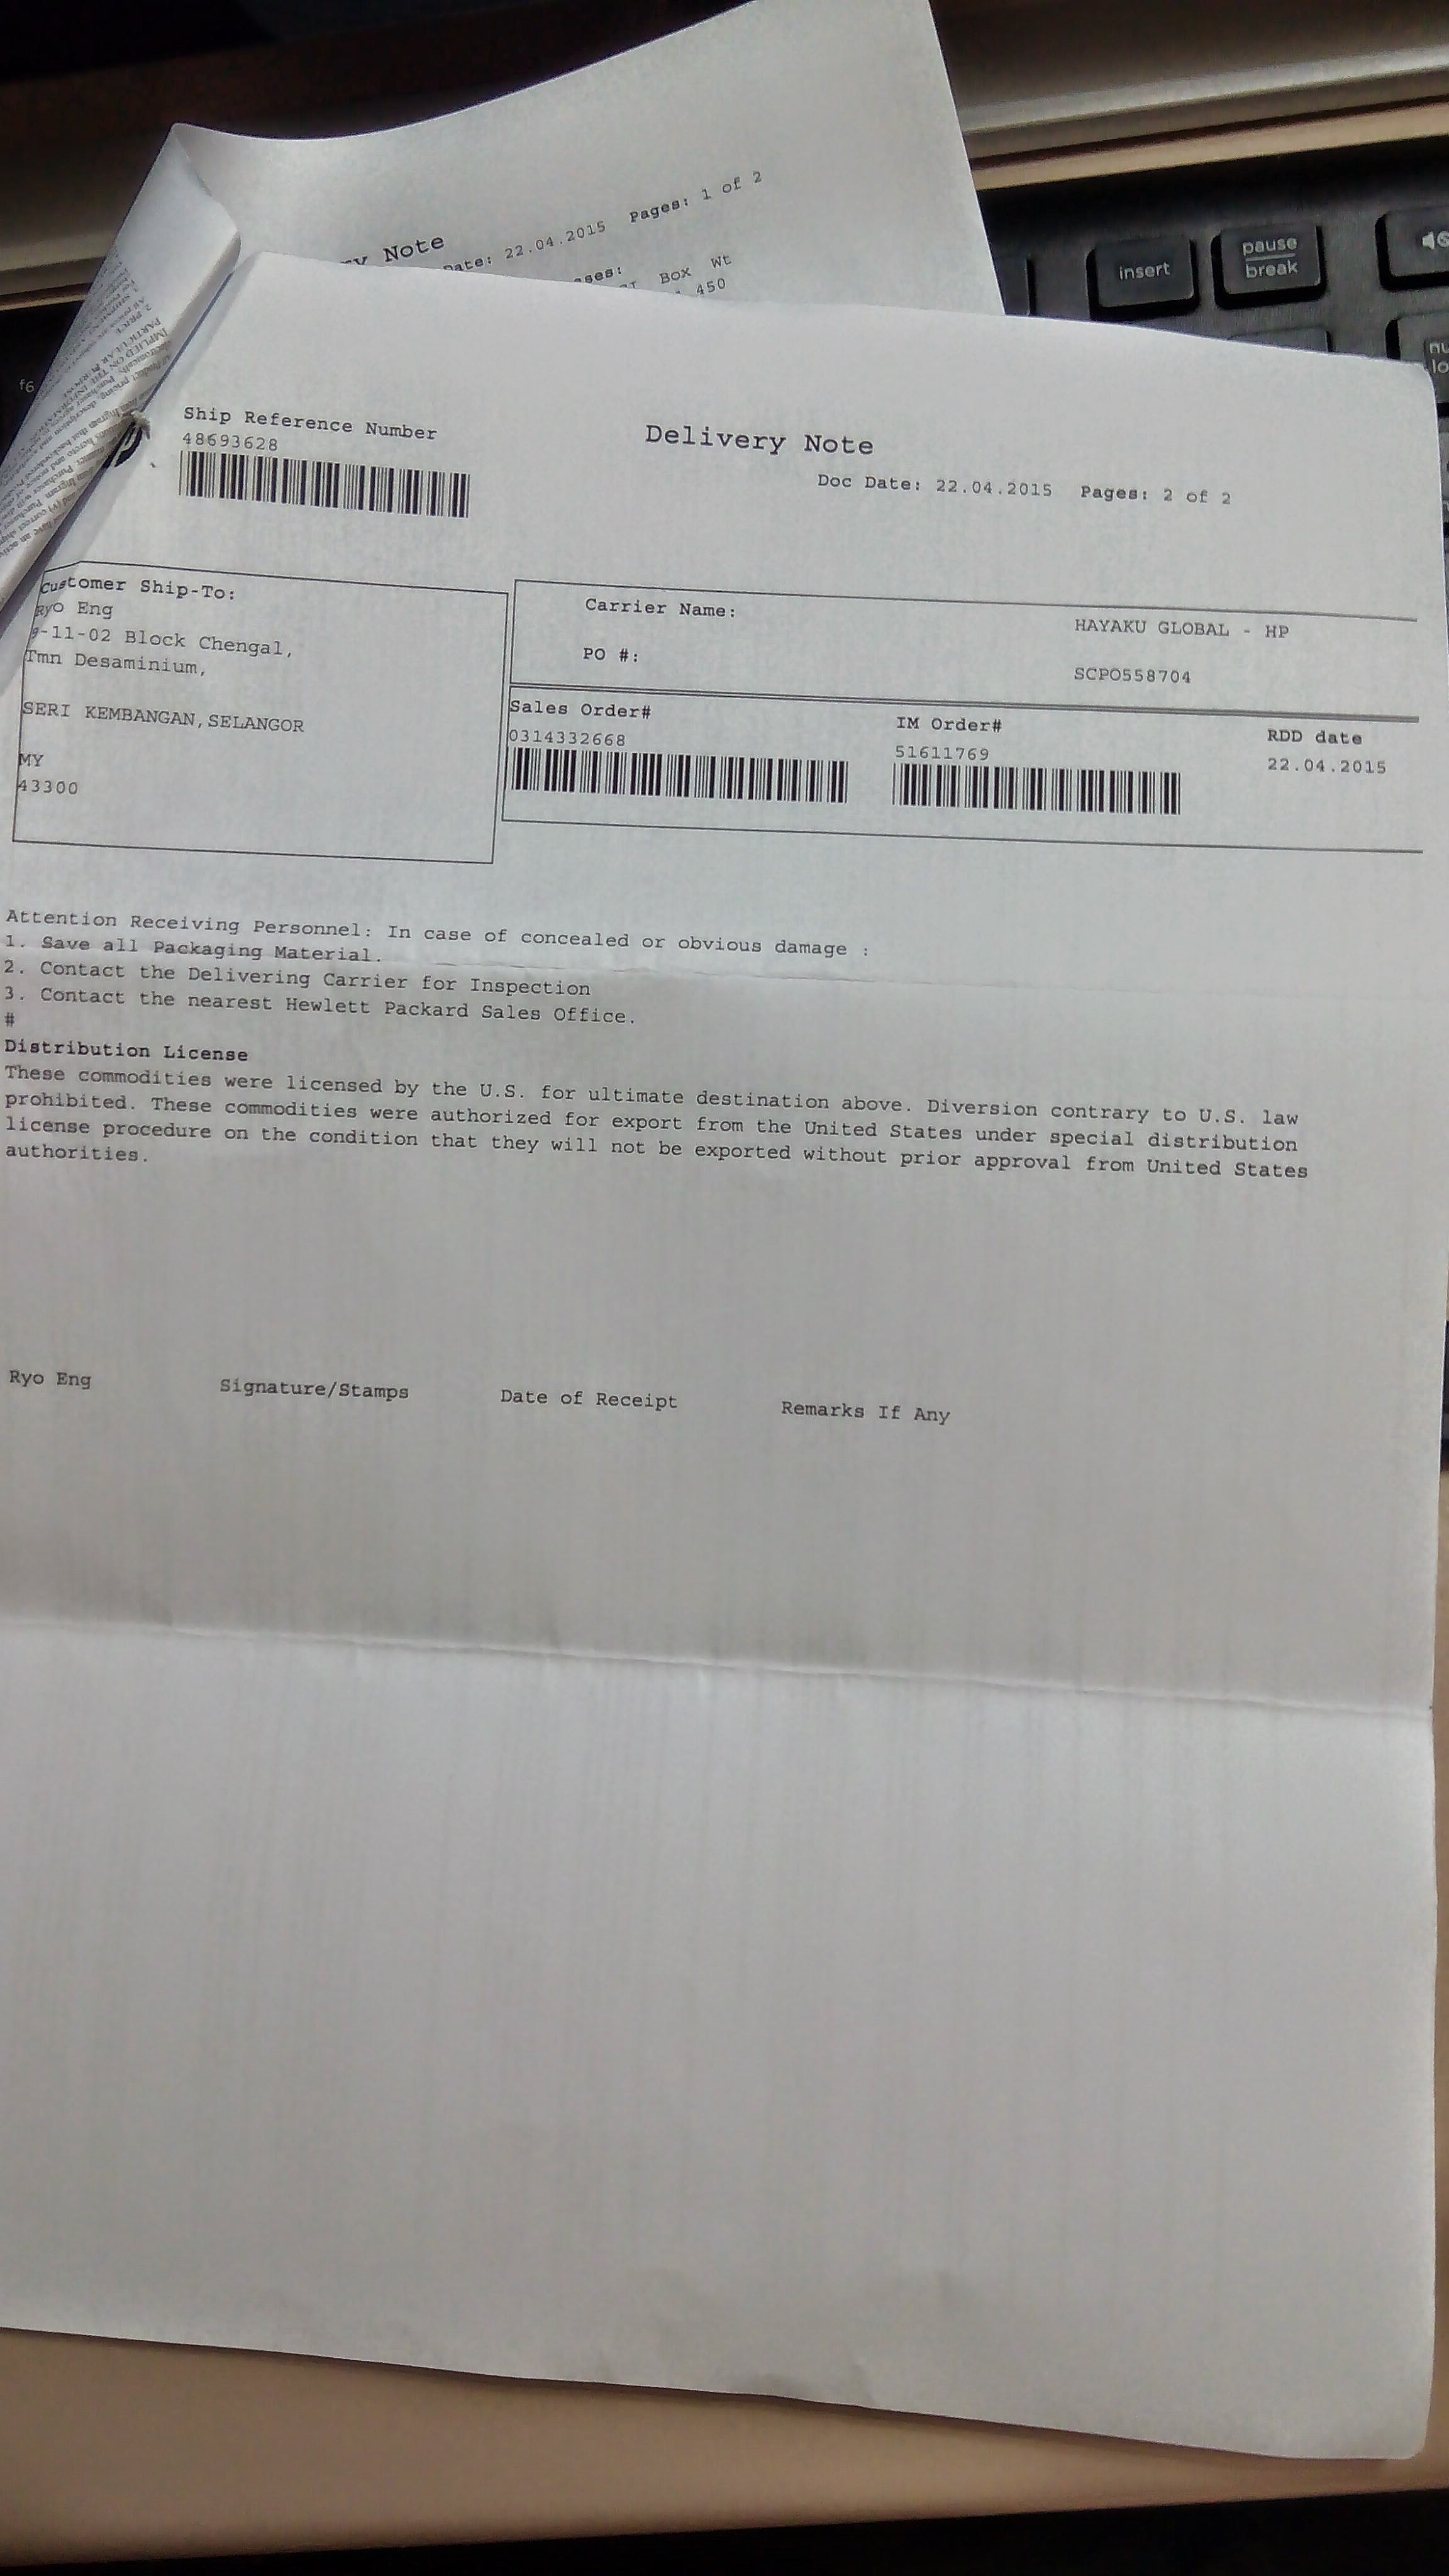 Pages: 1 of 2
Note
Date: 22.04.2015
Box Wt
450
insert
pause
break
f6
Ship Reference Number
48693628
Delivery Note
Doc Date: 22.04.2015 Pages: 2 of 2
Customer Ship-To:
Ryo Eng
9-11-02 Block Chengal,
Tmn Desaminium,
SERI KEMBANGAN,SELANGOR
MY
43300
Carrier Name:
HAYAKU GLOBAL - HP
PO #:
SCPO558704
Sales Order#
0314332668
IM Order#
51611769
RDD date
22.04.2015
Attention Receiving Personnel: In case of concealed or obvious damage :
1. Save all Packaging Material.
2. Contact the Delivering Carrier for Inspection
3. Contact the nearest Hewlett Packard Sales Office.
#
Distribution License
These commodities were licensed by the U.S. for ultimate destination above. Diversion contrary to U.S. law
prohibited. These commodities were authorized for export from the United States under special distribution
license procedure on the condition that they will not be exported without prior approval from United States
authorities.
Ryo Eng Signature/Stamps Date of Receipt Remarks If Any